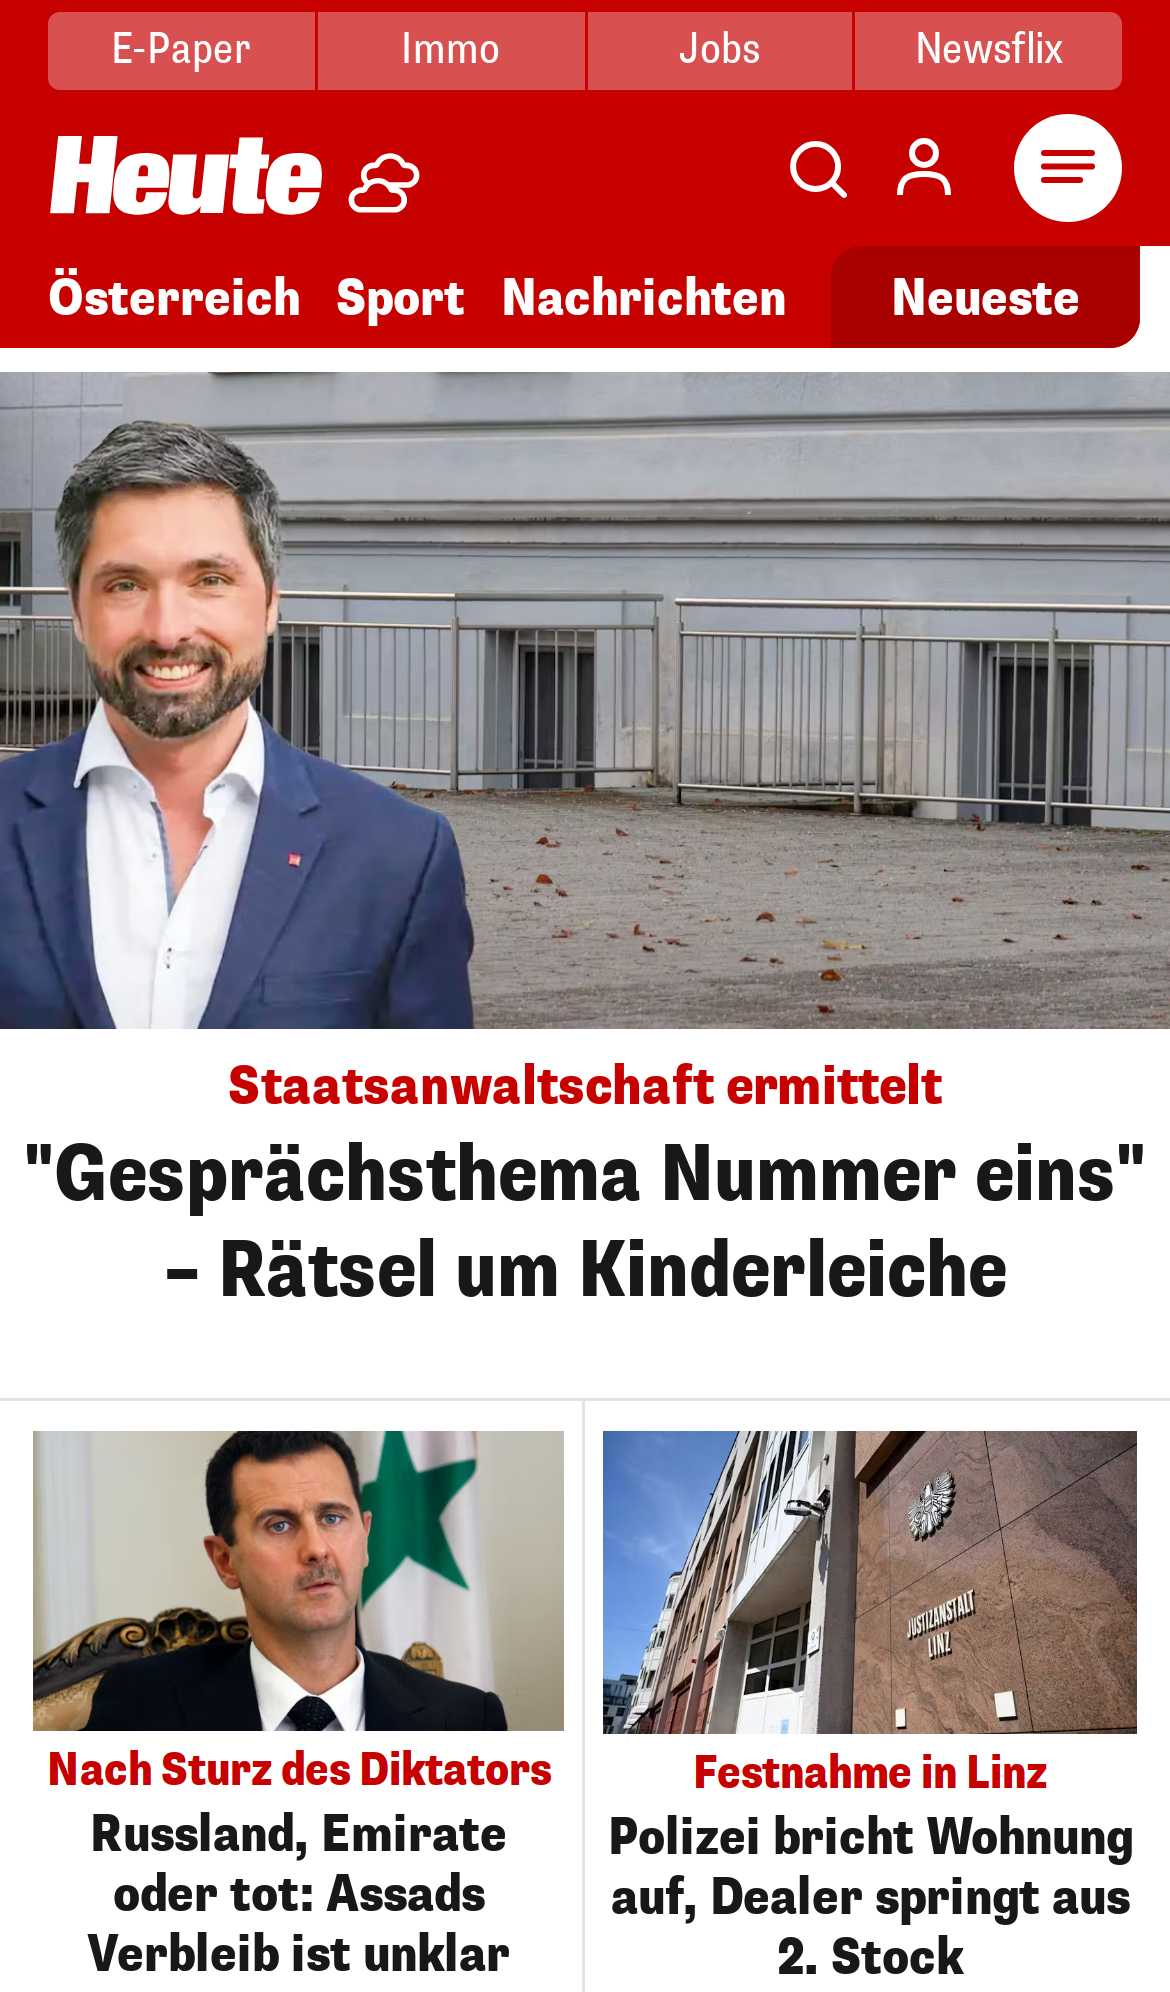 E-Paper
Immo
Jobs
Newsflix
Heute
Österreich
Sport
Nachrichten
Neueste
Staatsanwaltschaft ermittelt
"Gesprächsthema Nummer eins"
– Rätsel um Kinderleiche
Nach Sturz des Diktators
Russland, Emirate
oder tot: Assads
Verbleib ist unklar
JUSTIZANSTALT
LINZ
Festnahme in Linz
Polizei bricht Wohnung
auf, Dealer springt aus
2. Stock